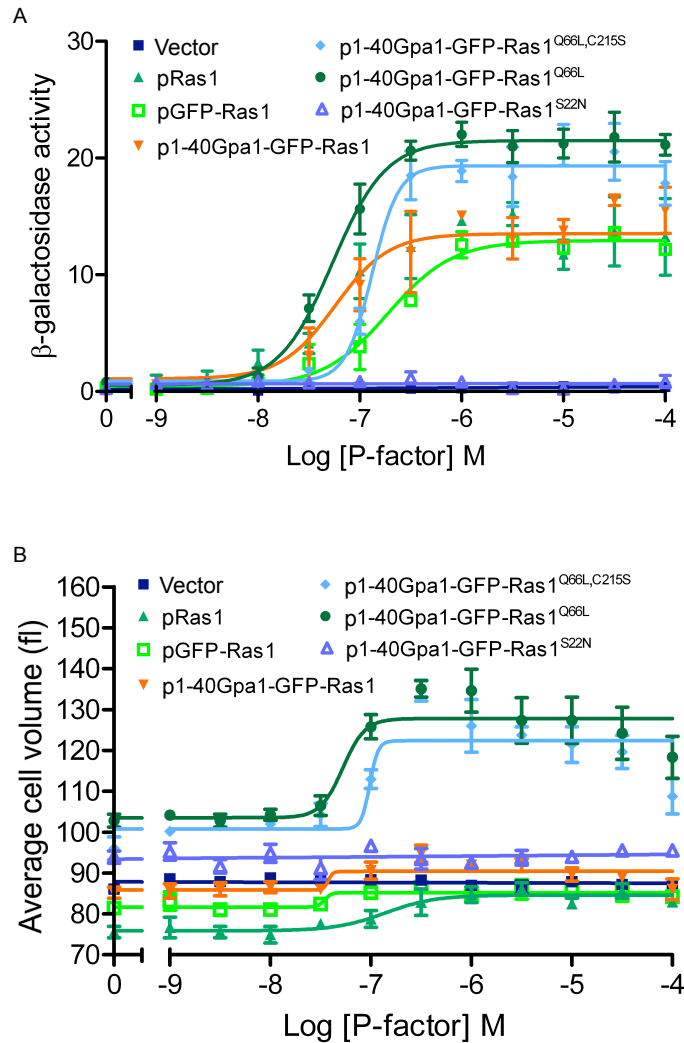 A
30
20
10
0
β-galactosidase activity
Vector
pRas1
pGFP-Ras1
p1-40Gpa1-GFP-Ras1
p1-40Gpa1-GFP-Ras1Q66L,C215S
p1-40Gpa1-GFP-Ras1Q66L
p1-40Gpa1-GFP-Ras1S22N
0 -9 -8 -7 -6 -5 -4
Log [P-factor] M
B
160
150
140
130
120
110
100
90
80
70
Average cell volume (fl)
Vector
pRas1
pGFP-Ras1
p1-40Gpa1-GFP-Ras1
p1-40Gpa1-GFP-Ras1Q66L,C215S
p1-40Gpa1-GFP-Ras1Q66L
p1-40Gpa1-GFP-Ras1S22N
0 -9 -8 -7 -6 -5 -4
Log [P-factor] M